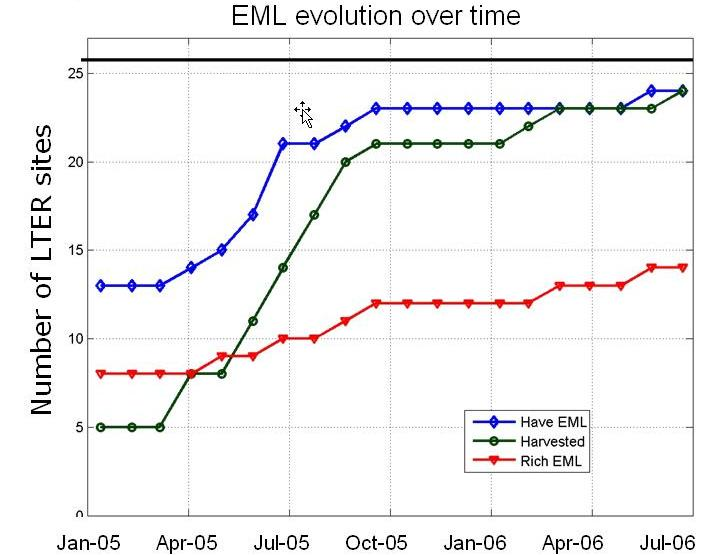 EML evolution over time
Number of LTER sites
25
20
15
10
5
0
Have EML
Harvested
Rich EML
Jan-05 Apr-05 Jul-05 Oct-05 Jan-06 Apr-06 Jul-06